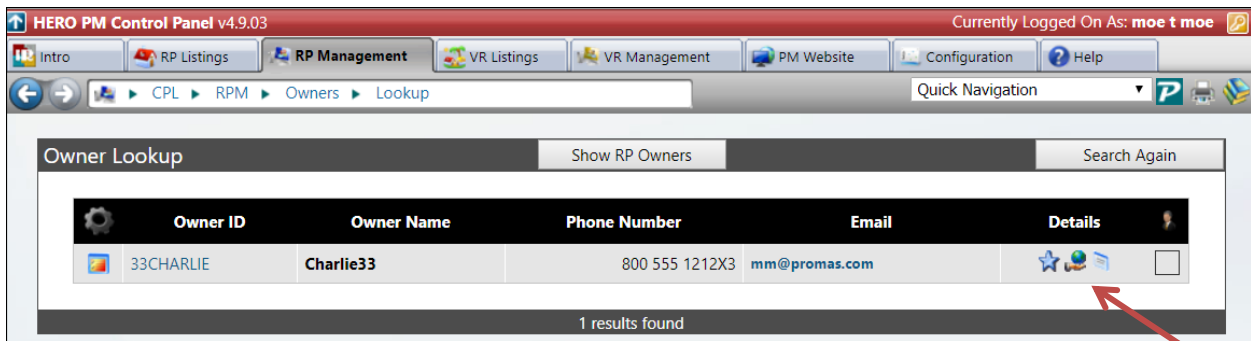 HERO PM Control Panel v4.9.03 Currently Logged On As: moe t moe
Intro RP Listings RP Management VR Listings VR Management PM Website Configuration Help
CPL RPM Owners Lookup Quick Navigation
Owner Lookup Show RP Owners Search Again
Owner ID Owner Name Phone Number Email Details
33CHARLIE Charlie33 800 555 1212X3 mm@promas.com
1 results found